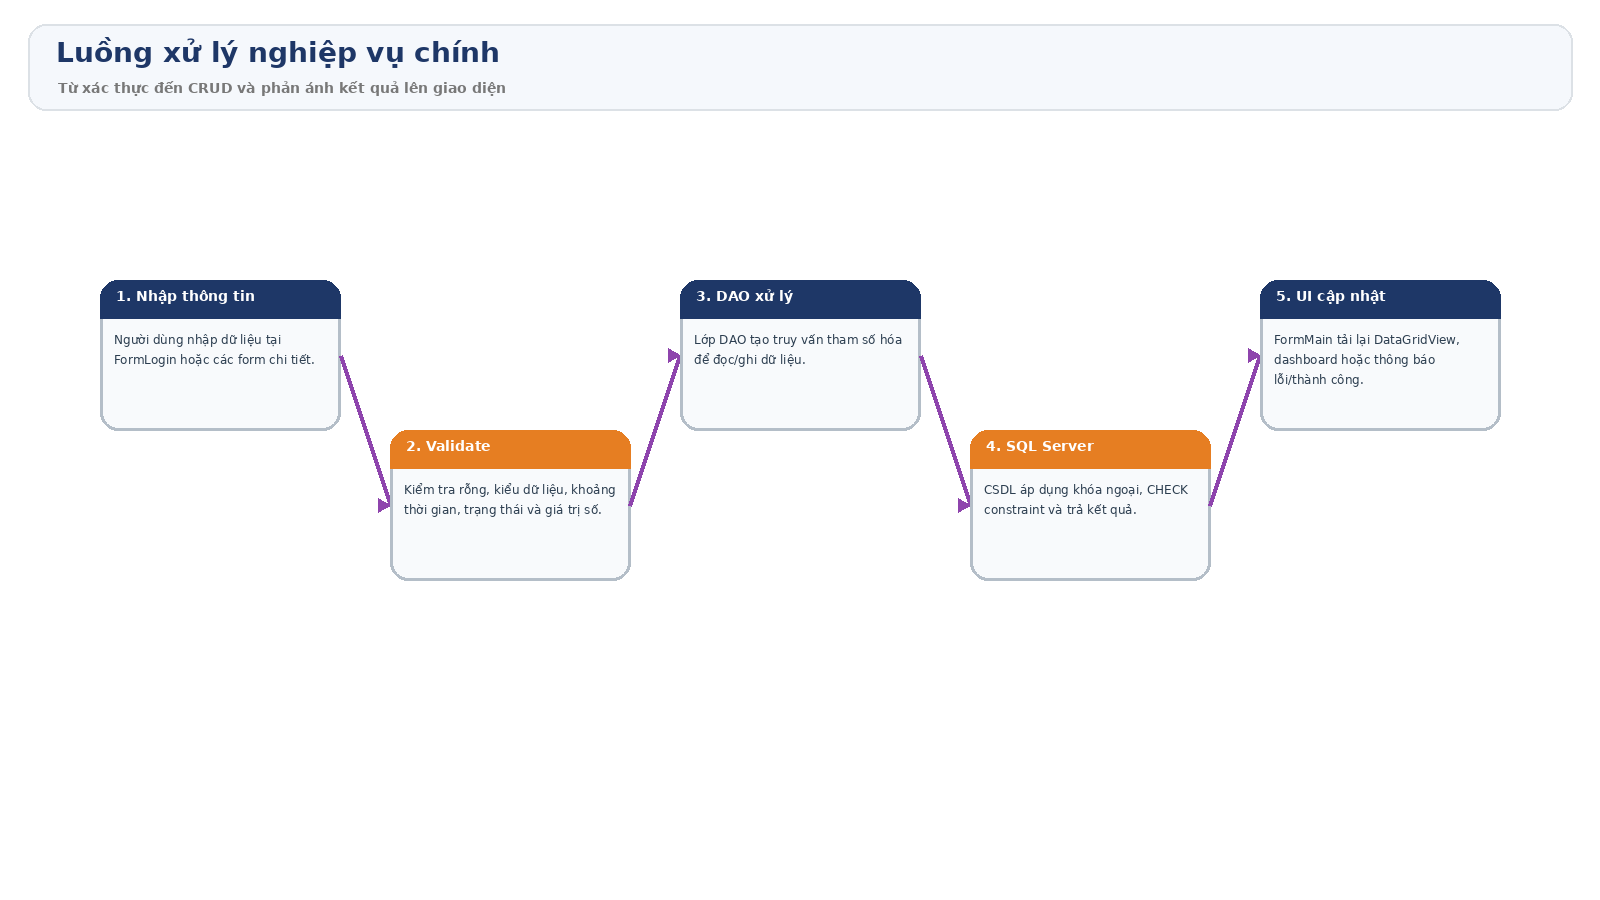 Luồng xử lý nghiệp vụ chính
Từ xác thực đến CRUD và phản ánh kết quả lên giao diện
1. Nhập thông tin
Người dùng nhập dữ liệu tại
FormLogin hoặc các form chi tiết.
2. Validate
Kiểm tra rỗng, kiểu dữ liệu, khoảng
thời gian, trạng thái và giá trị số.
3. DAO xử lý
Lớp DAO tạo truy vấn tham số hóa
để đọc/ghi dữ liệu.
4. SQL Server
CSDL áp dụng khóa ngoại, CHECK
constraint và trả kết quả.
5. UI cập nhật
FormMain tải lại DataGridView,
dashboard hoặc thông báo
lỗi/thành công.